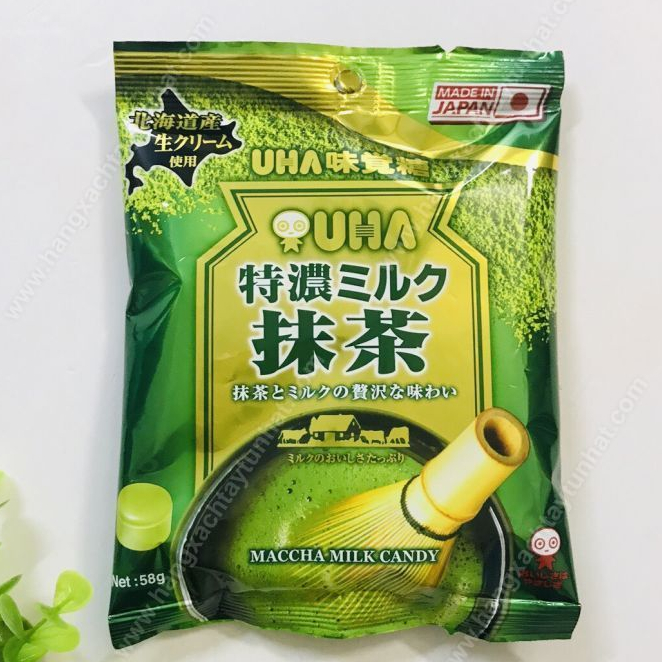 MADE IN
JAPAN
北海道産
生クリーム
使用
UHA味覚糖
UHA
特濃ミルク
抹茶
抹茶とミルクの贅沢な味わい
ミルクのおいしさたっぷり
MACCHA MILK CANDY
Net : 58g
www.hangxachtaytunhat.com